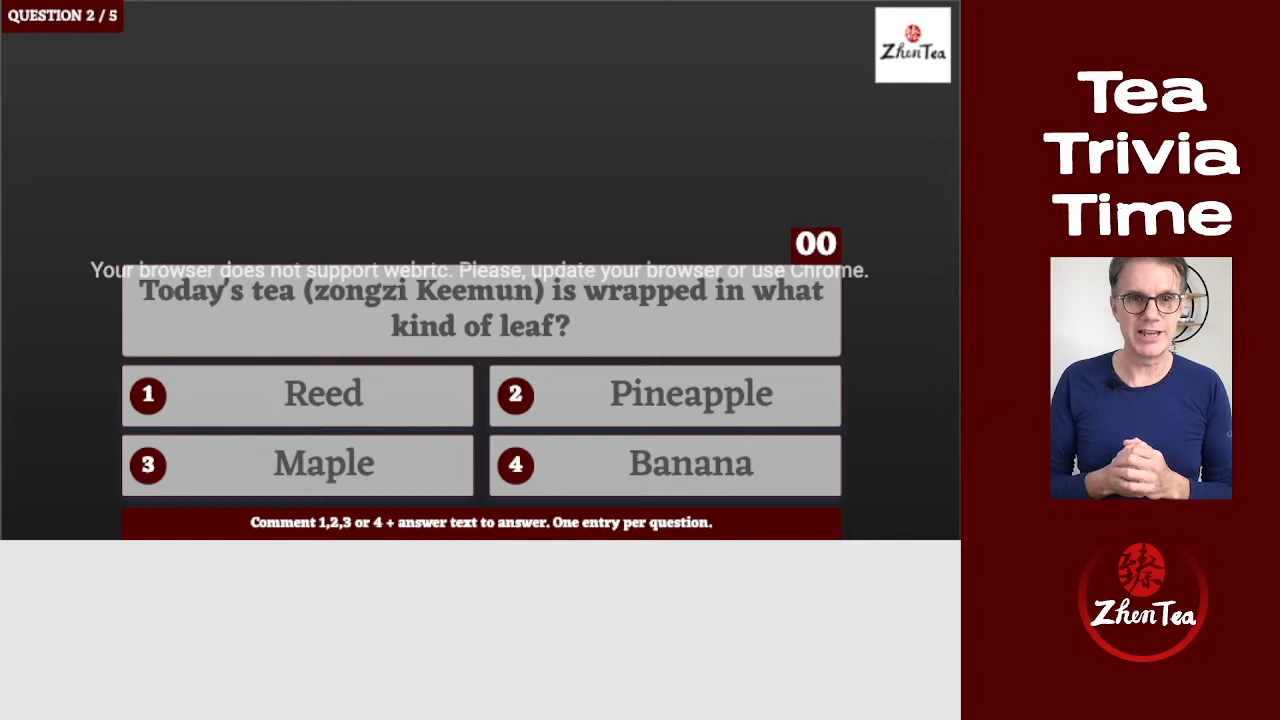 QUESTION 2 / 5
ZhenTea
Tea
Trivia
Time
00
Your browser does not support webrtc. Please, update your browser or use Chrome.
Today's tea (zongzi Keemun) is wrapped in what
kind of leaf?
1 Reed
2 Pineapple
3 Maple
4 Banana
Comment 1,2,3 or 4 + answer text to answer. One entry per question.
臻
ZhenTea